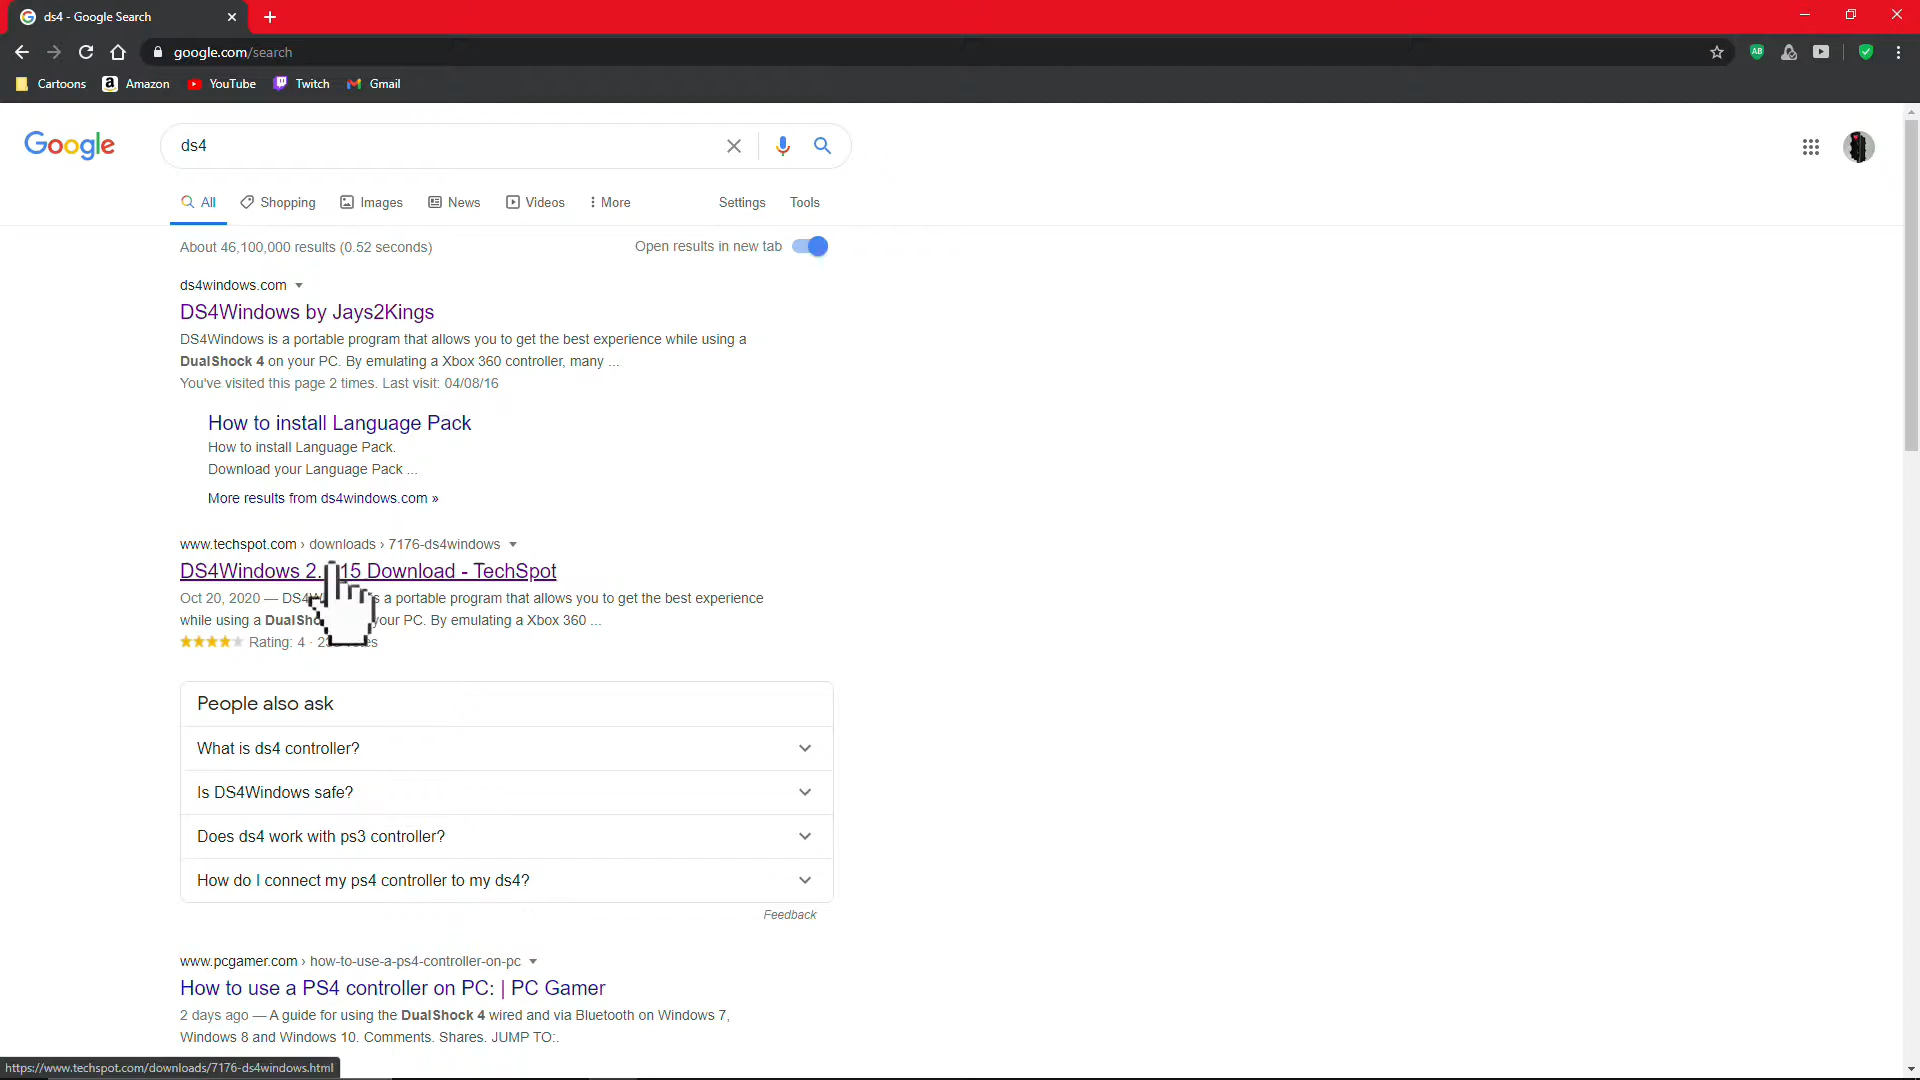 ds4 - Google Search
google.com/search
Cartoons Amazon YouTube Twitch Gmail
Google
ds4
All Shopping Images News Videos More Settings Tools
About 46,100,000 results (0.52 seconds) Open results in new tab
ds4windows.com
DS4Windows by Jays2Kings
DS4Windows is a portable program that allows you to get the best experience while using a
DualShock 4 on your PC. By emulating a Xbox 360 controller, many ...
You've visited this page 2 times. Last visit: 04/08/16
How to install Language Pack
How to install Language Pack.
Download your Language Pack ...
More results from ds4windows.com »
www.techspot.com › downloads › 7176-ds4windows
DS4Windows 2. 15 Download - TechSpot
Oct 20, 2020 — a portable program that allows you to get the best experience
while using a your PC. By emulating a Xbox 360 ...
Rating: 4 ·
People also ask
What is ds4 controller?
Is DS4Windows safe?
Does ds4 work with ps3 controller?
How do I connect my ps4 controller to my ds4?
Feedback
www.pcgamer.com › how-to-use-a-ps4-controller-on-pc
How to use a PS4 controller on PC: | PC Gamer
2 days ago — A guide for using the DualShock 4 wired and via Bluetooth on Windows 7,
Windows 8 and Windows 10. Comments. Shares. JUMP TO:.
https://www.techspot.com/downloads/7176-ds4windows.html